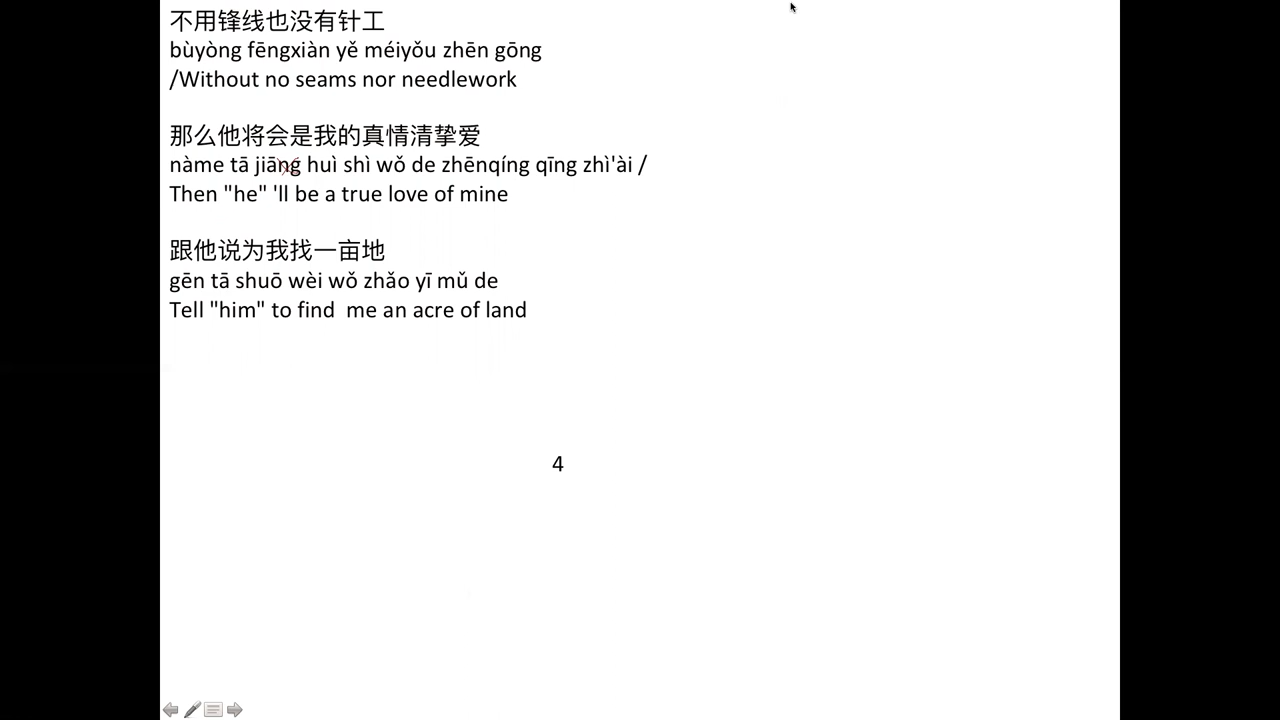 不用锋线也没有针工
bùyòng fēngxiàn yě méiyǒu zhēn gōng
/Without no seams nor needlework
那么他将会是我的真情清挚爱
nàme tā jiāng huì shì wǒ de zhēnqíng qīng zhì'ài /
Then "he" 'll be a true love of mine
跟他说为我找一亩地
gēn tā shuō wèi wǒ zhǎo yī mǔ de
Tell "him" to find  me an acre of land
4